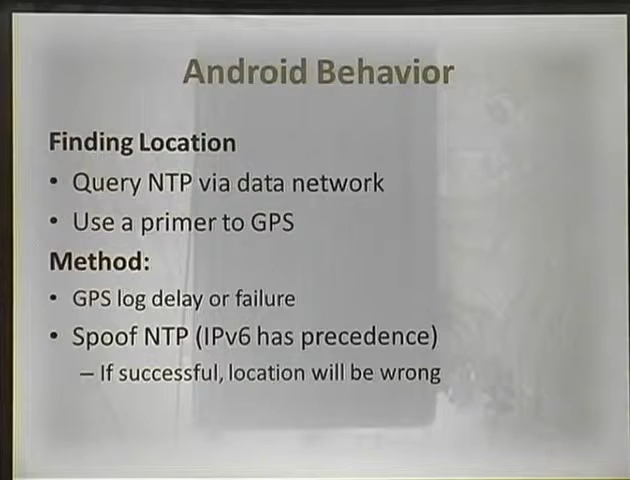 Android Behavior
Finding Location
• Query NTP via data network
• Use a primer to GPS
Method:
• GPS log delay or failure
• Spoof NTP (IPv6 has precedence)
– If successful, location will be wrong